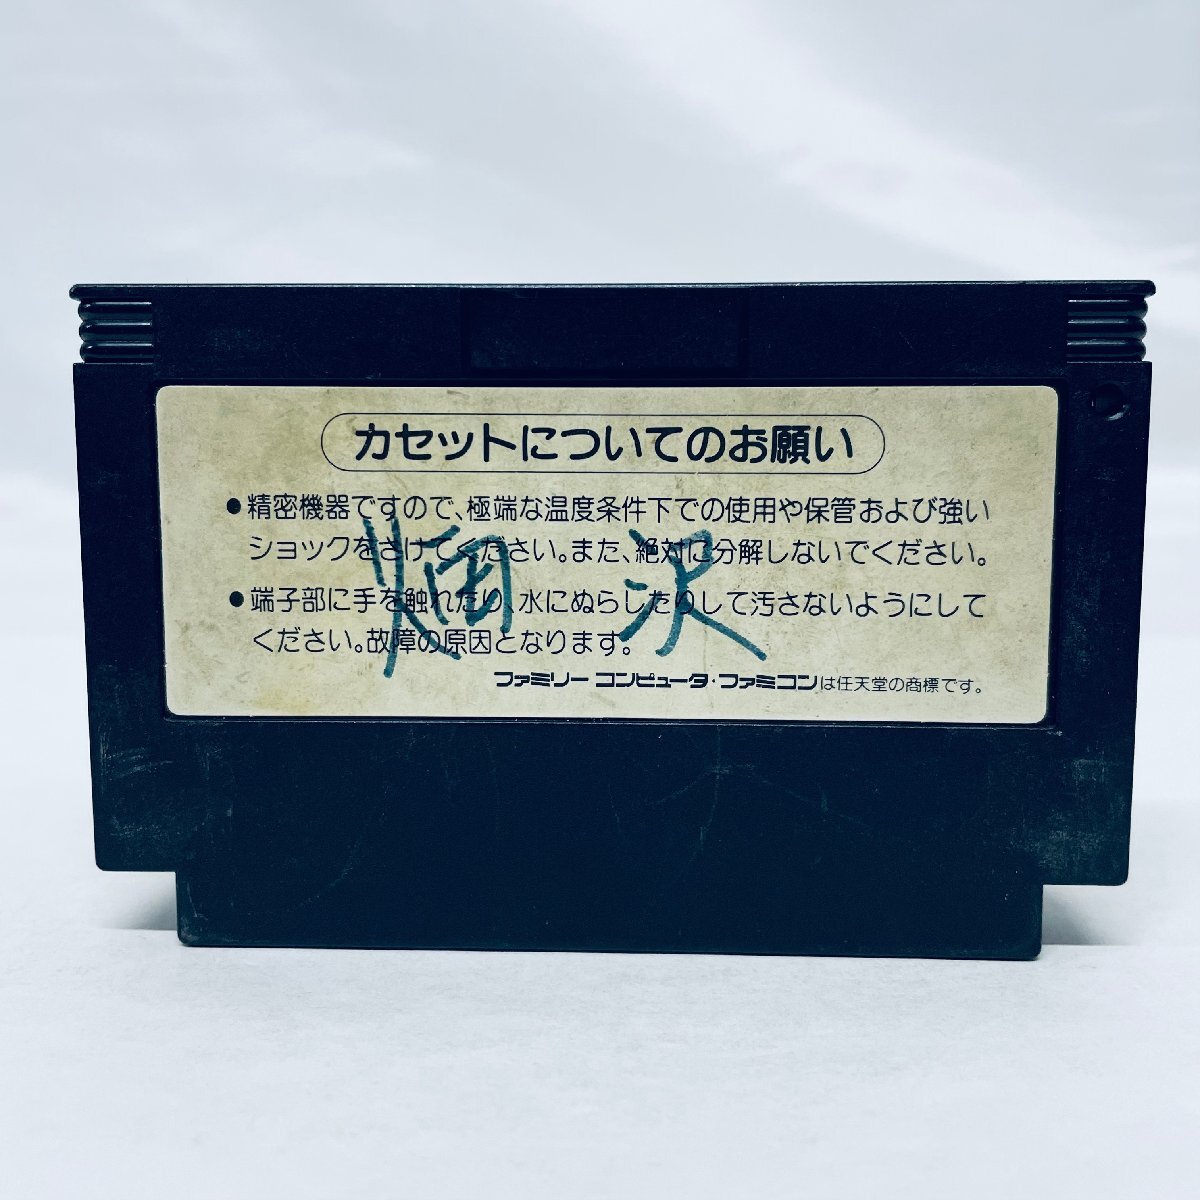 カセットについてのお願い
●精密機器ですので、極端な温度条件下での使用や保管および強い
ショックをさけてください。また、絶対に分解しないでください。
●端子部に手を触れたり、水にぬらしたりして汚さないようにして
ください。故障の原因となります。
ファミリーコンピュータ・ファミコンは任天堂の商標です。
畑沢